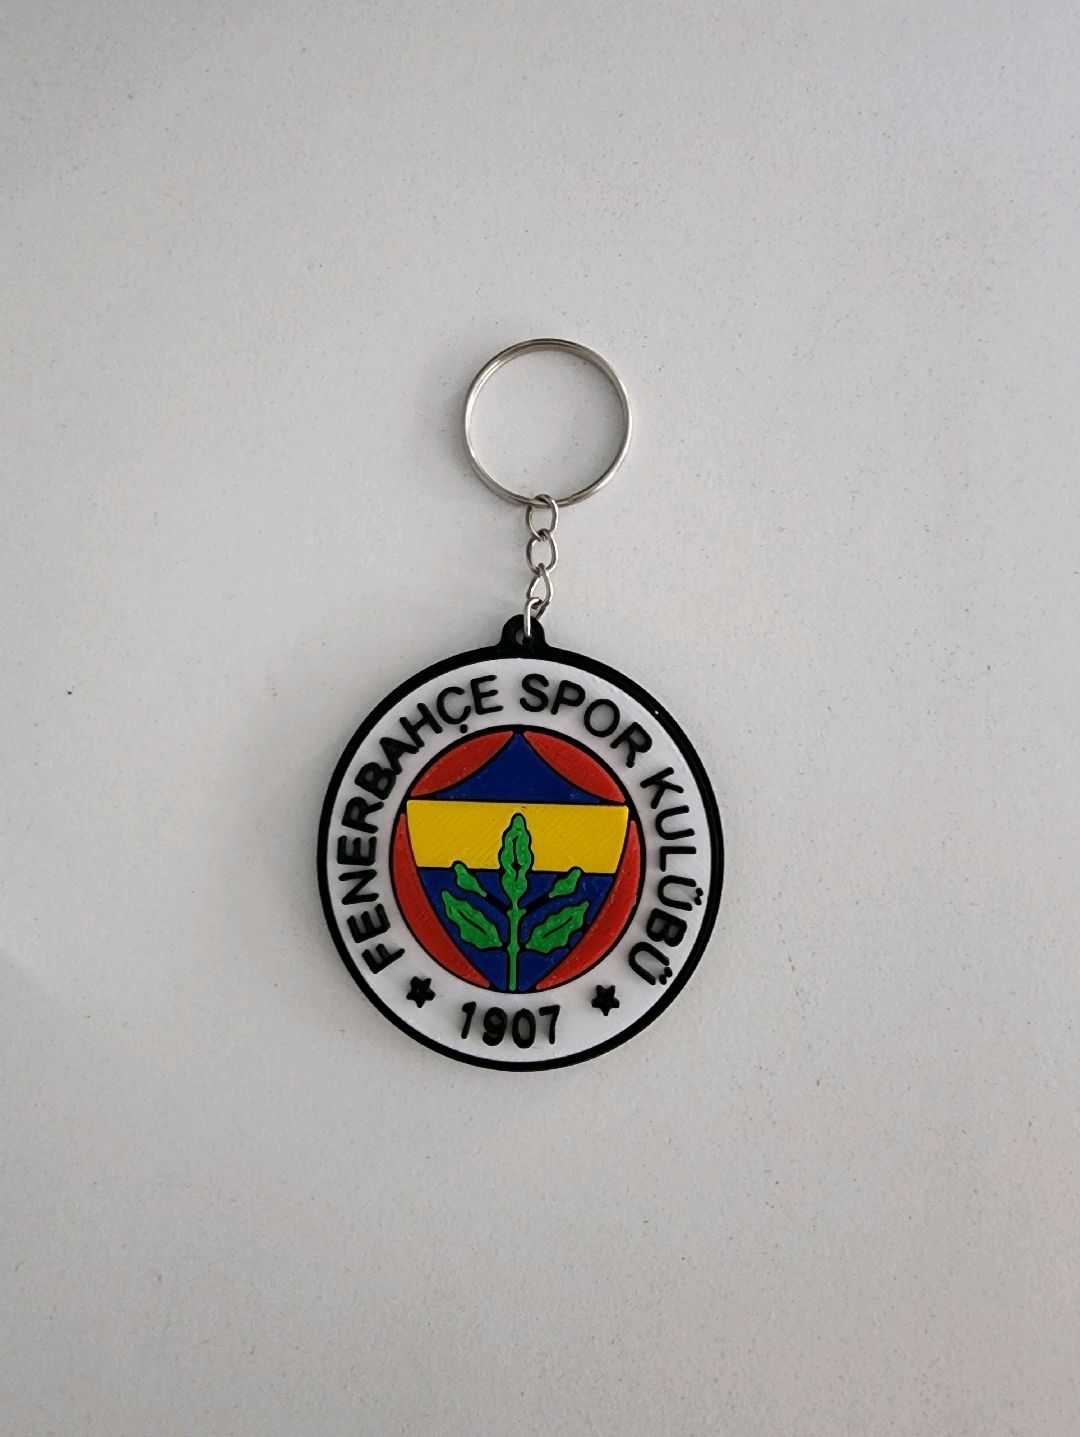 FENERBAHÇE SPOR KULÜBÜ
1907